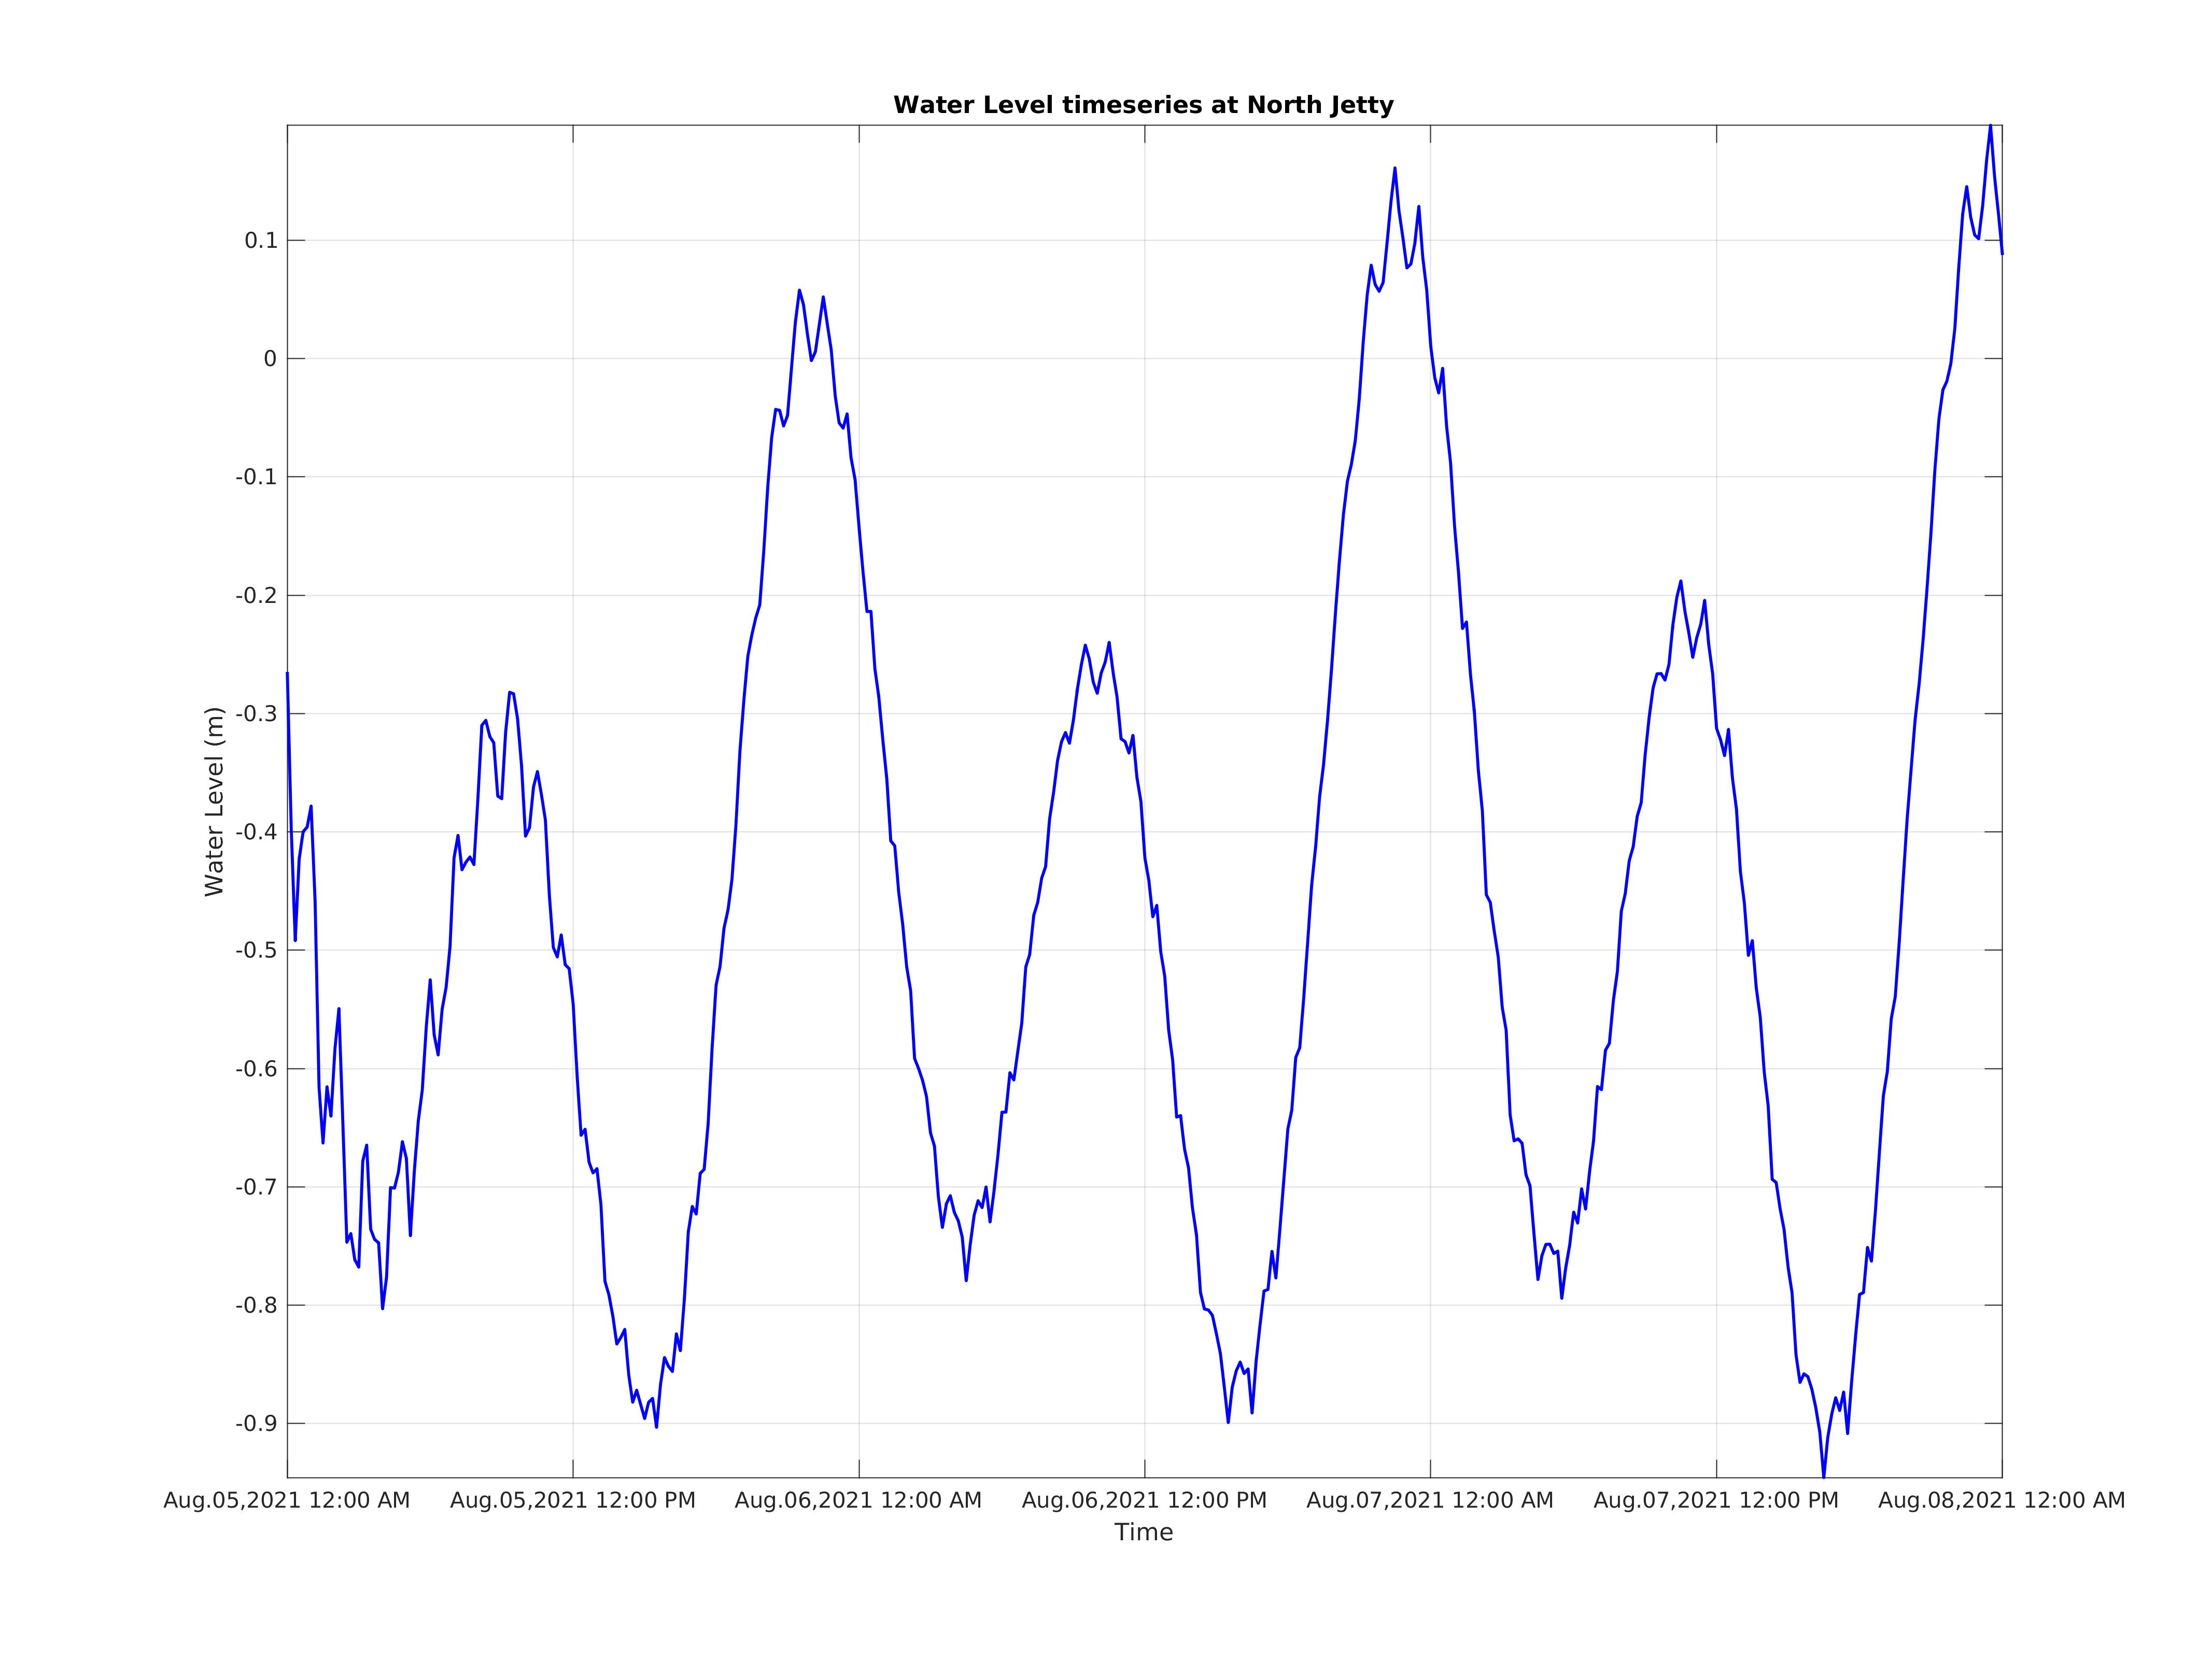 Water Level timeseries at North Jetty
0.1
0
-0.1
-0.2
-0.3
-0.4
-0.5
-0.6
-0.7
-0.8
-0.9
Water Level (m)
Aug.05,2021 12:00 AM Aug.05,2021 12:00 PM Aug.06,2021 12:00 AM Aug.06,2021 12:00 PM Aug.07,2021 12:00 AM Aug.07,2021 12:00 PM Aug.08,2021 12:00 AM
Time